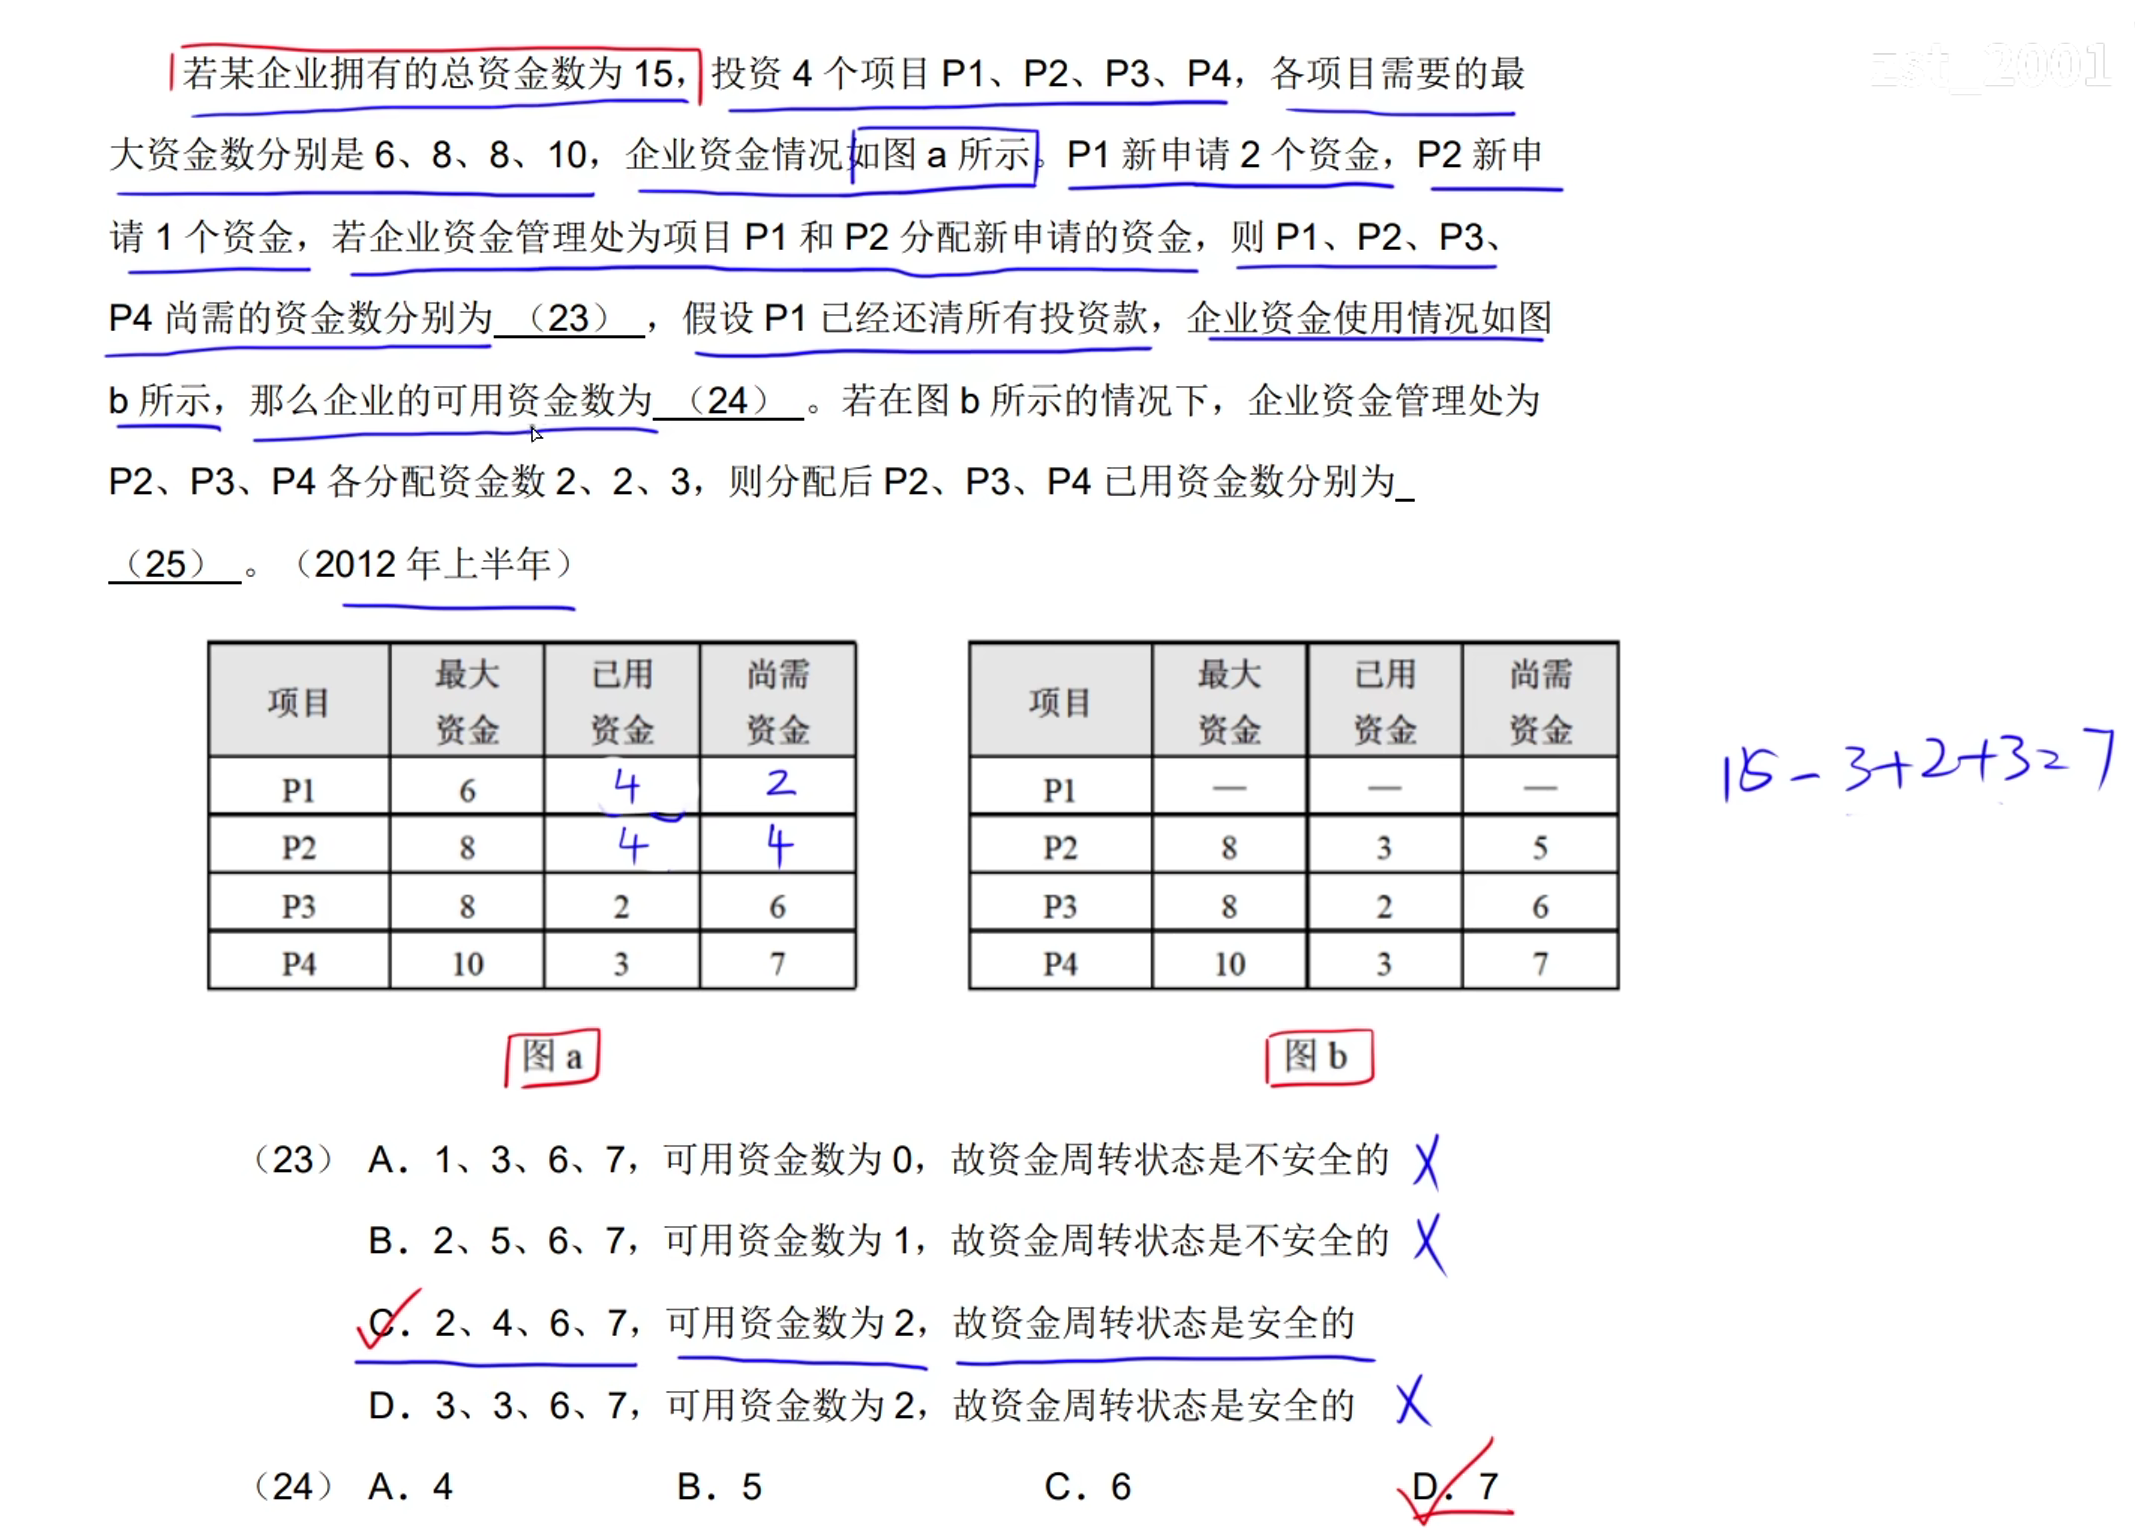 zst_2001
若某企业拥有的总资金数为 15，投资 4 个项目 P1、P2、P3、P4，各项目需要的最
大资金数分别是 6、8、8、10，企业资金情况如图 a 所示。P1 新申请 2 个资金，P2 新申
请 1 个资金，若企业资金管理处为项目 P1 和 P2 分配新申请的资金，则 P1、P2、P3、
P4 尚需的资金数分别为 （23） ，假设 P1 已经还清所有投资款，企业资金使用情况如图
b 所示，那么企业的可用资金数为 （24） 。若在图 b 所示的情况下，企业资金管理处为
P2、P3、P4 各分配资金数 2、2、3，则分配后 P2、P3、P4 已用资金数分别为
（25） 。（2012 年上半年）
项目 最大资金 已用资金 尚需资金
P1 6 4 2
P2 8 4 4
P3 8 2 6
P4 10 3 7
图 a
项目 最大资金 已用资金 尚需资金
P1 — — —
P2 8 3 5
P3 8 2 6
P4 10 3 7
图 b
15-3+2+3=7
（23） A．1、3、6、7，可用资金数为 0，故资金周转状态是不安全的 X
B．2、5、6、7，可用资金数为 1，故资金周转状态是不安全的 X
C．2、4、6、7，可用资金数为 2，故资金周转状态是安全的
D．3、3、6、7，可用资金数为 2，故资金周转状态是安全的 X
（24） A．4 B．5 C．6 D．7